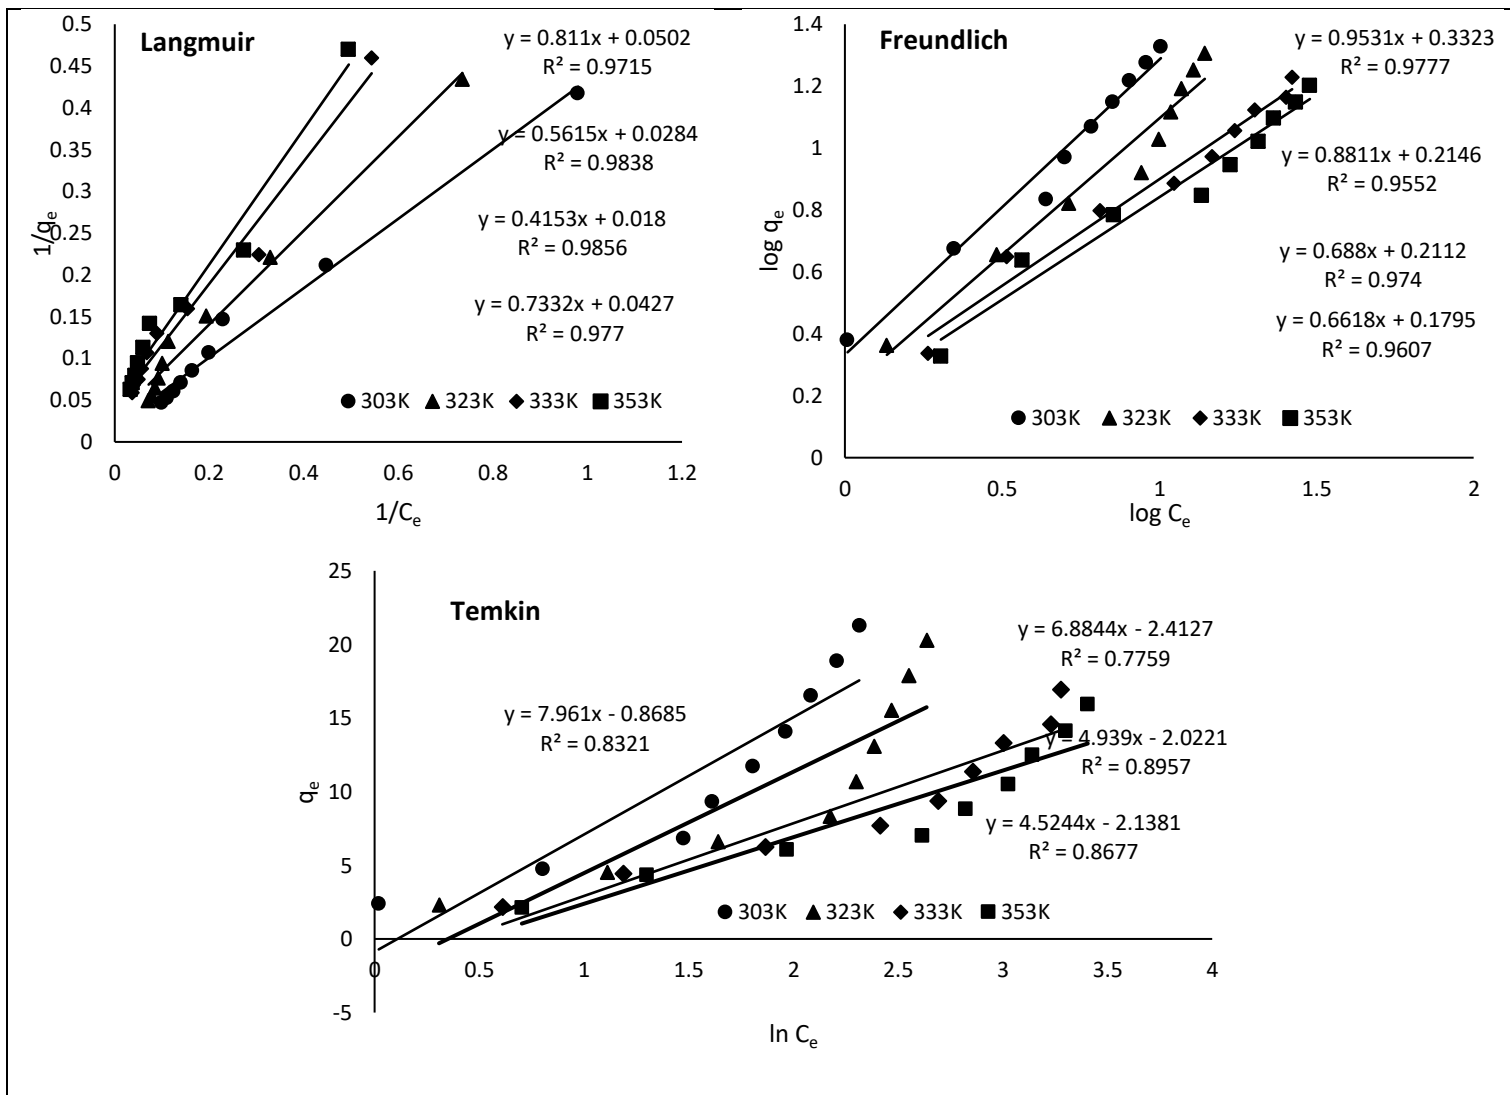 Langmuir
0.5
0.45
0.4
0.35
0.3
0.25
0.2
0.15
0.1
0.05
0
1/qe
y = 0.811x + 0.0502
R² = 0.9715
y = 0.5615x + 0.0284
R² = 0.9838
y = 0.4153x + 0.018
R² = 0.9856
y = 0.7332x + 0.0427
R² = 0.977
303K 323K 333K 353K
0 0.2 0.4 0.6 0.8 1 1.2
1/Ce
Freundlich
1.4
1.2
1
0.8
0.6
0.4
0.2
0
log qe
y = 0.9531x + 0.3323
R² = 0.9777
y = 0.8811x + 0.2146
R² = 0.9552
y = 0.688x + 0.2112
R² = 0.974
y = 0.6618x + 0.1795
R² = 0.9607
303K 323K 333K 353K
0 0.5 1 1.5 2
log Ce
Temkin
25
20
15
10
5
0
-5
qe
y = 6.8844x - 2.4127
R² = 0.7759
y = 7.961x - 0.8685
R² = 0.8321
y = 4.939x - 2.0221
R² = 0.8957
y = 4.5244x - 2.1381
R² = 0.8677
303K 323K 333K 353K
0 0.5 1 1.5 2 2.5 3 3.5 4
ln Ce